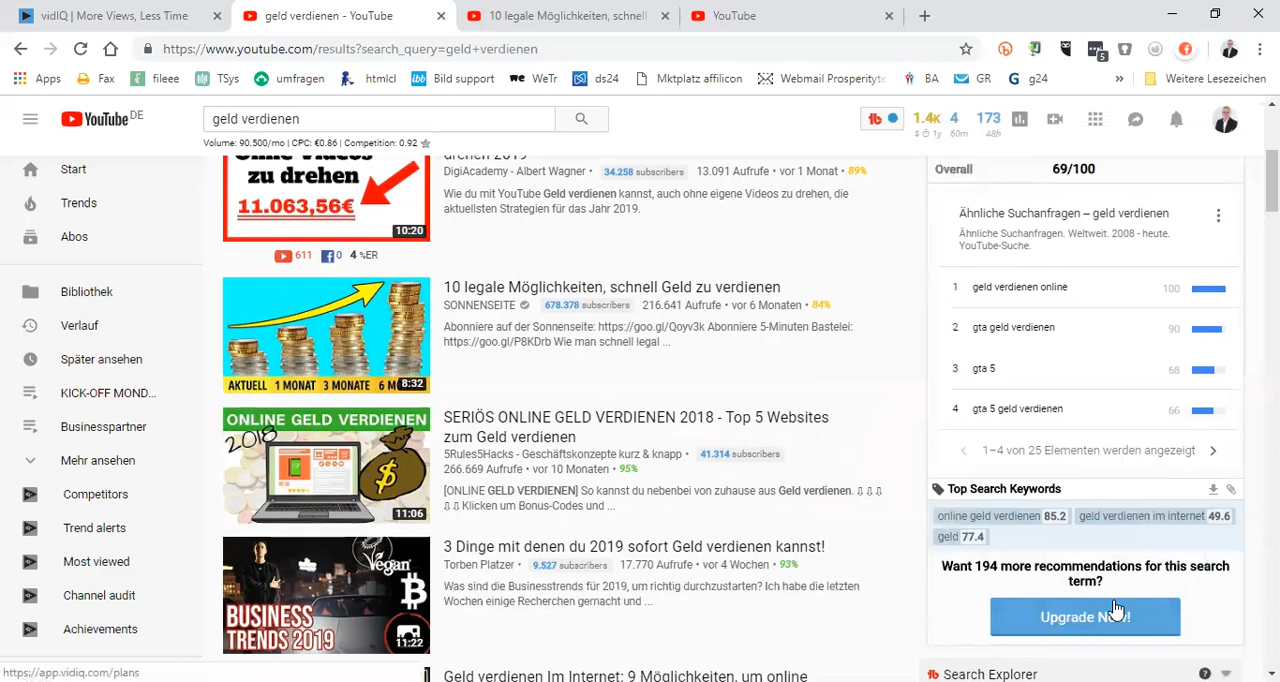 vidIQ | More Views, Less Time
geld verdienen - YouTube
10 legale Möglichkeiten, schnell
YouTube
https://www.youtube.com/results?search_query=geld+verdienen
5
Apps
Fax
fileee
TSys
umfragen
htmlcl
Bild support
WeTr
ds24
Mktplatz affilicon
Webmail Prosperity
BA
GR
g24
»
Weitere Lesezeichen
YouTube DE
geld verdienen
1.4K 4 173
1y 60m 48h
Volume: 90.500/mo | CPC: €0.86 | Competition: 0.92
Start
Trends
Abos
Bibliothek
Verlauf
Später ansehen
KICK-OFF MOND...
Businesspartner
Mehr ansehen
Competitors
Trend alerts
Most viewed
Channel audit
Achievements
https://app.vidiq.com/plans
zu drehen
11.063,56€
10:20
611 0 4 %ER
DigiAcademy - Albert Wagner • 34.258 subscribers 13.091 Aufrufe • vor 1 Monat • 89%
Wie du mit YouTube Geld verdienen kannst, auch ohne eigene Videos zu drehen, die
aktuellsten Strategien für das Jahr 2019.
AKTUELL 1 MONAT 3 MONATE 6 M
8:32
10 legale Möglichkeiten, schnell Geld zu verdienen
SONNENSEITE 678.378 subscribers 216.641 Aufrufe • vor 6 Monaten • 84%
Abonniere auf der Sonnenseite: https://goo.gl/Qoyv3k Abonniere 5-Minuten Bastelei:
https://goo.gl/P8KDrb Wie man schnell legal ...
ONLINE GELD VERDIENEN
2018
$
11:06
SERIÖS ONLINE GELD VERDIENEN 2018 - Top 5 Websites
zum Geld verdienen
5Rules5Hacks - Geschäftskonzepte kurz & knapp • 41.314 subscribers
266.669 Aufrufe • vor 10 Monaten • 95%
[ONLINE GELD VERDIENEN] So kannst du nebenbei von zuhause aus Geld verdienen. ⇩⇩⇩
⇩⇩ Klicken um Bonus-Codes und ...
Vegan
BUSINESS
TRENDS 2019
11:22
3 Dinge mit denen du 2019 sofort Geld verdienen kannst!
Torben Platzer • 9.527 subscribers 17.770 Aufrufe • vor 4 Wochen • 93%
Was sind die Businesstrends für 2019, um richtig durchzustarten? Ich habe die letzten
Wochen einige Recherchen gemacht und ...
Geld verdienen Im Internet: 9 Möglichkeiten, um online
Overall 69/100
Ähnliche Suchanfragen – geld verdienen
Ähnliche Suchanfragen. Weltweit. 2008 - heute.
YouTube-Suche.
1 geld verdienen online 100
2 gta geld verdienen 90
3 gta 5 68
4 gta 5 geld verdienen 66
1–4 von 25 Elementen werden angezeigt
Top Search Keywords
online geld verdienen 85.2 geld verdienen im internet 49.6
geld 77.4
Want 194 more recommendations for this search
term?
Upgrade
Search Explorer